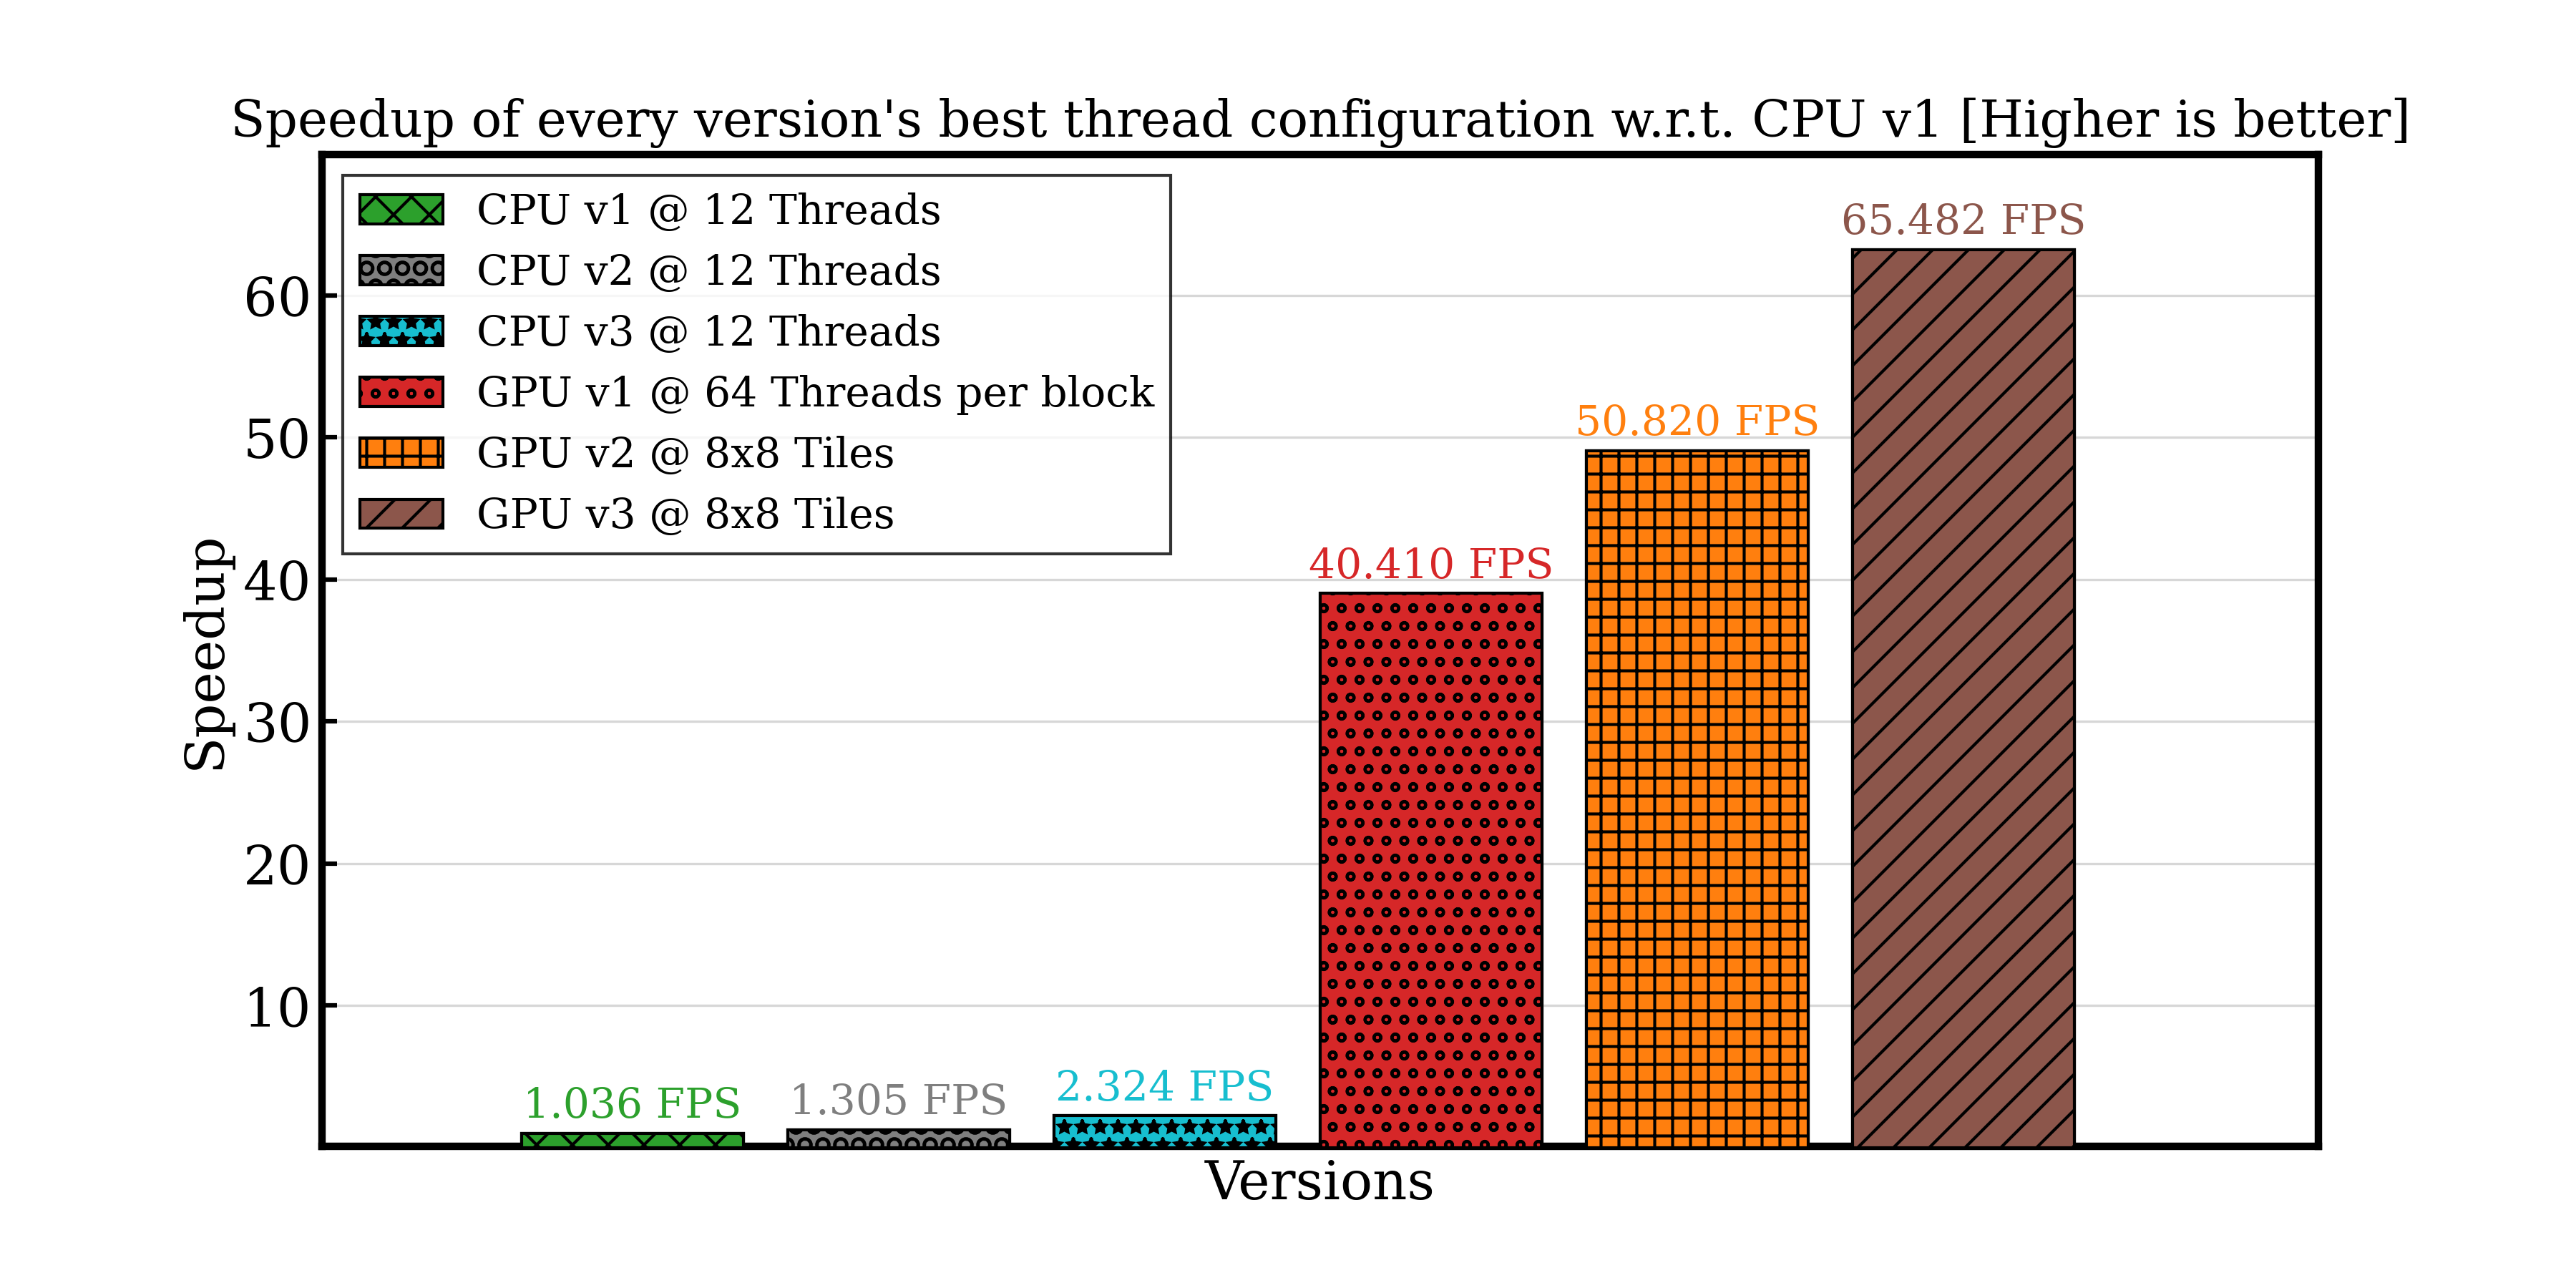 Speedup of every version's best thread configuration w.r.t. CPU v1 [Higher is better]
CPU v1 @ 12 Threads
CPU v2 @ 12 Threads
CPU v3 @ 12 Threads
GPU v1 @ 64 Threads per block
GPU v2 @ 8x8 Tiles
GPU v3 @ 8x8 Tiles
Speedup
60
50
40
30
20
10
1.036 FPS
1.305 FPS
2.324 FPS
40.410 FPS
50.820 FPS
65.482 FPS
Versions